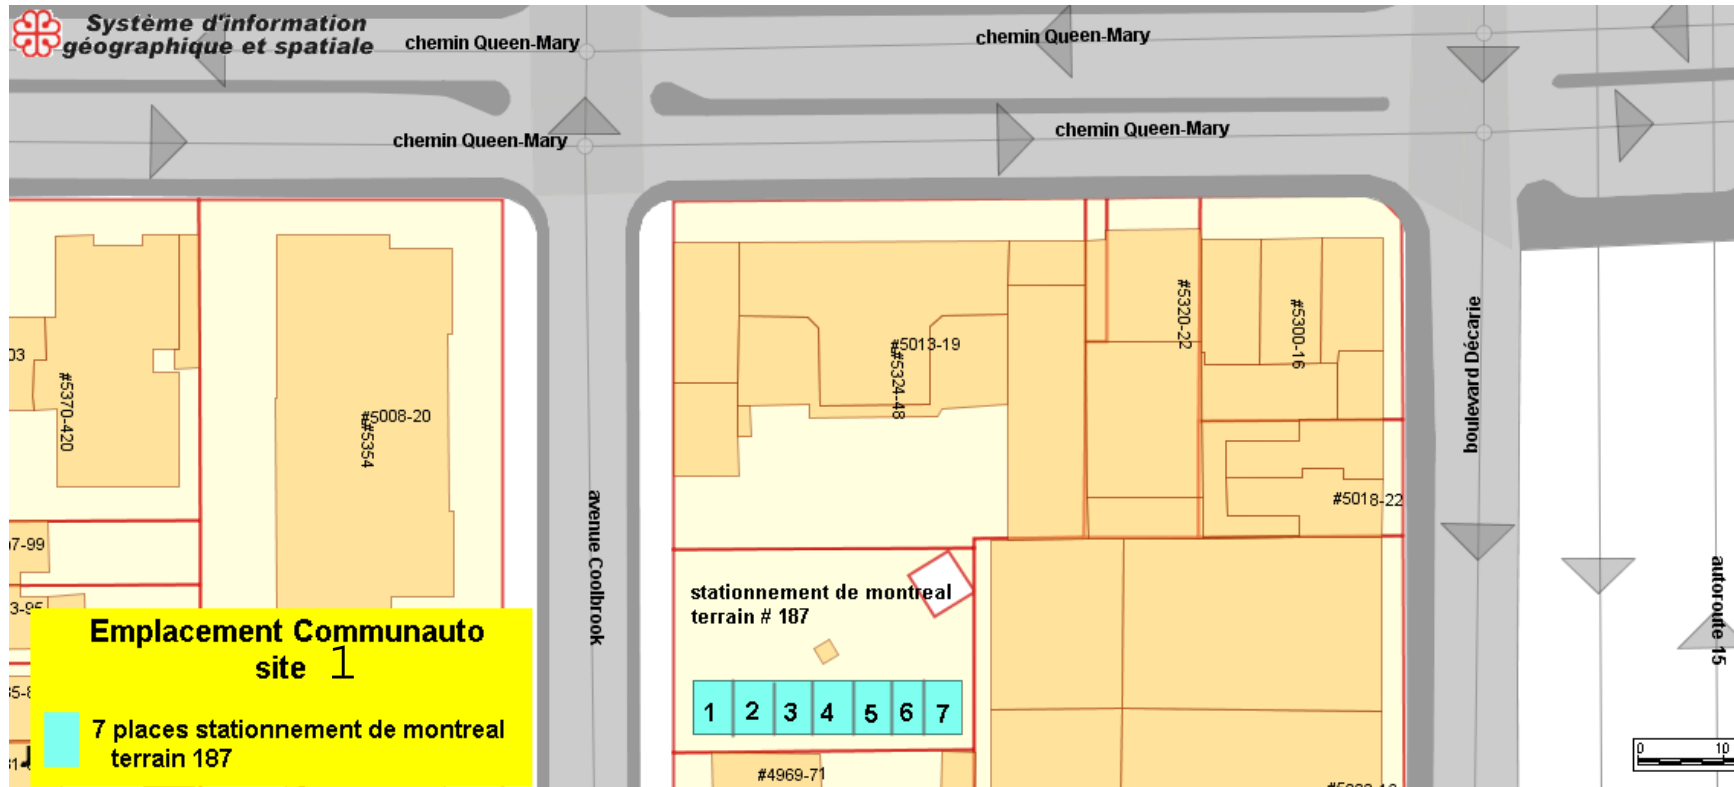 Système d'information
géographique et spatiale
chemin Queen-Mary
chemin Queen-Mary
chemin Queen-Mary
chemin Queen-Mary
#5370-420
#5008-20
#5354
avenue Coolbrook
#5013-19
#5324-48
#5320-22
#5300-16
#5018-22
boulevard Décarie
autoroute 15
stationnement de montreal
terrain # 187
1 2 3 4 5 6 7
#4969-71
Emplacement Communauto
site 1
7 places stationnement de montreal
terrain 187
0 10